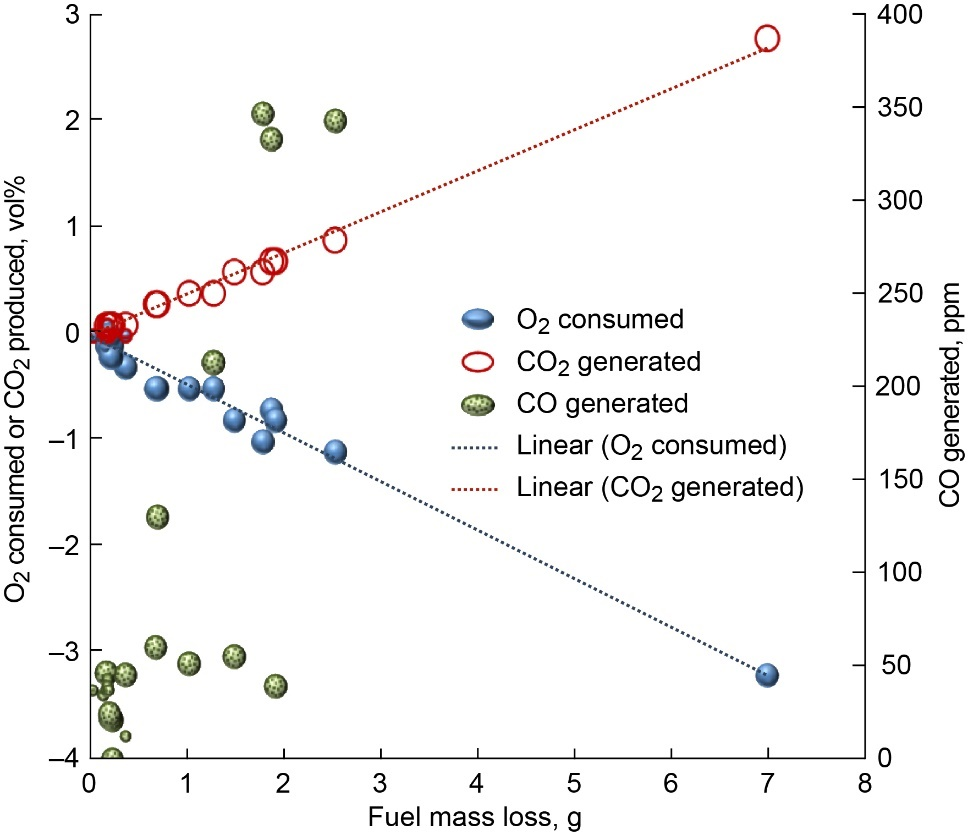 3
2
1
0
–1
–2
–3
–4
O2 consumed or CO2 produced, vol%
400
350
300
250
200
150
100
50
0
CO generated, ppm
O2 consumed
CO2 generated
CO generated
Linear (O2 consumed)
Linear (CO2 generated)
0 1 2 3 4 5 6 7 8
Fuel mass loss, g